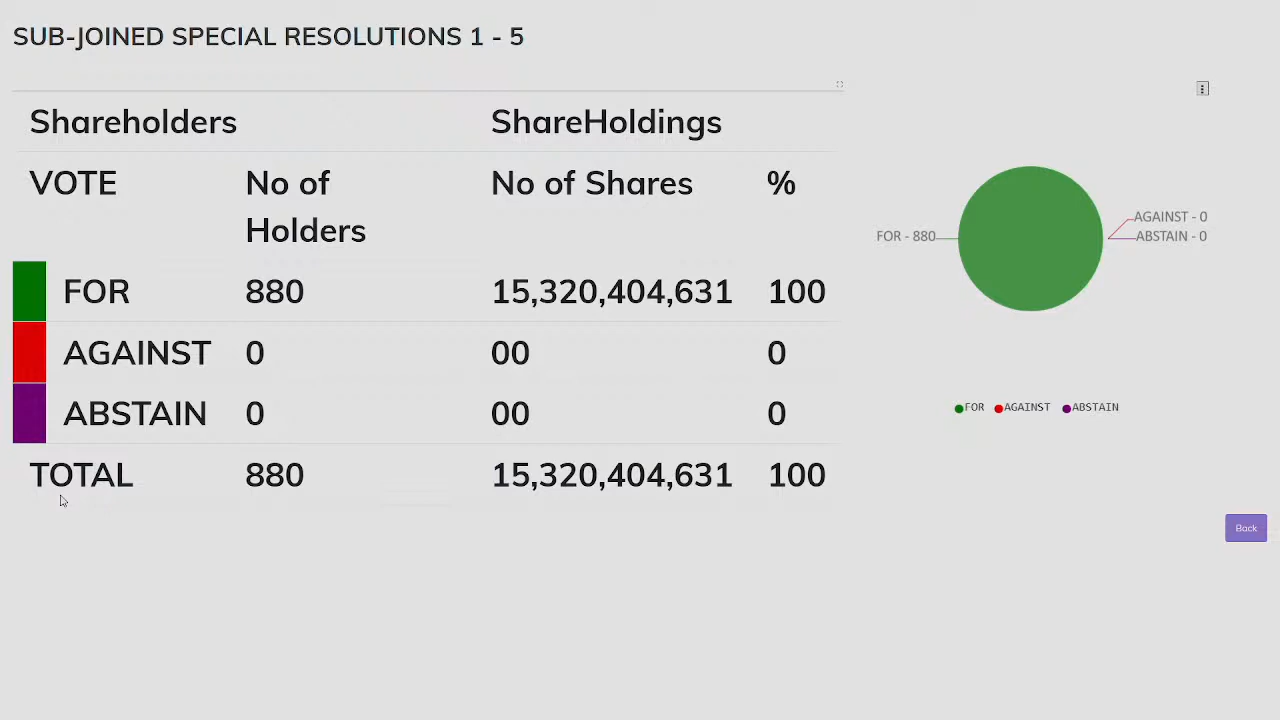 SUB-JOINED SPECIAL RESOLUTIONS 1 - 5
Shareholders ShareHoldings
VOTE No of Holders No of Shares %
FOR 880 15,320,404,631 100
AGAINST 0 00 0
ABSTAIN 0 00 0
TOTAL 880 15,320,404,631 100
FOR - 880
AGAINST - 0
ABSTAIN - 0
FOR AGAINST ABSTAIN
Back